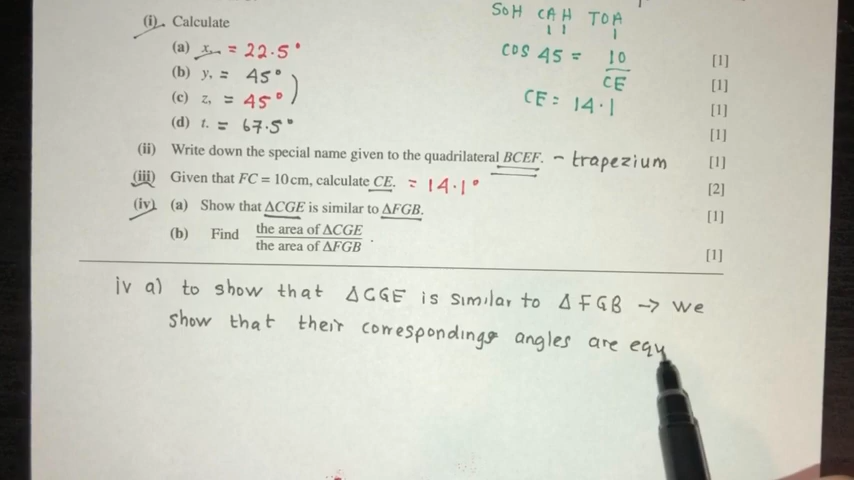 SOH CAH TOA
(i) Calculate
(a) x, = 22.5°
cos 45 = 10
CE
[1]
(b) y, = 45°
[1]
(c) z, = 45°
CE = 14.1
[1]
(d) t. = 67.5°
[1]
(ii) Write down the special name given to the quadrilateral BCEF. - trapezium [1]
(iii) Given that FC = 10 cm, calculate CE. = 14.1° [2]
(iv) (a) Show that ΔCGE is similar to ΔFGB. [1]
(b) Find the area of ΔCGE
the area of ΔFGB .
[1]
iv a) to show that ΔCGE is similar to ΔFGB → we
show that their corresponding angles are equ